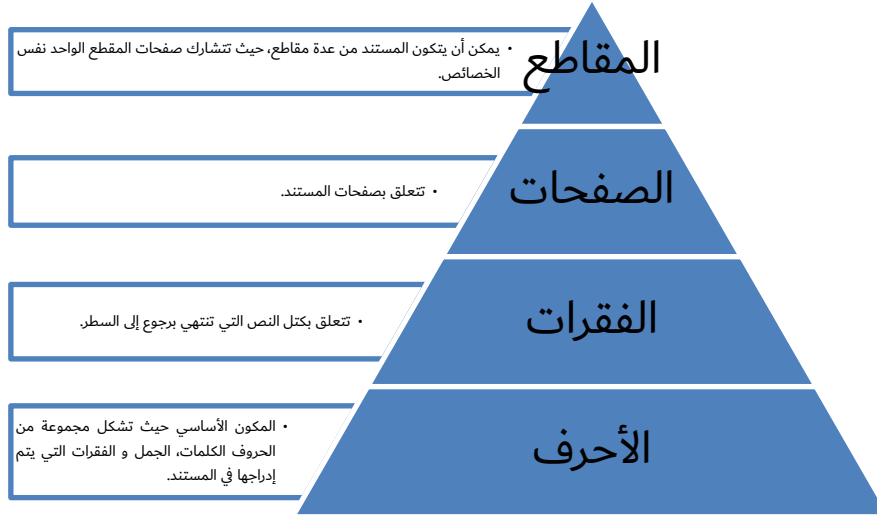 المقاطع
• يمكن أن يتكون المستند من عدة مقاطع، حيث تتشارك صفحات المقطع الواحد نفس
الخصائص.
الصفحات
• تتعلق بصفحات المستند.
الفقرات
• تتعلق بكتل النص التي تنتهي برجوع إلى السطر.
الأحرف
• المكون الأساسي حيث تشكل مجموعة من
الحروف الكلمات، الجمل و الفقرات التي يتم
إدراجها في المستند.